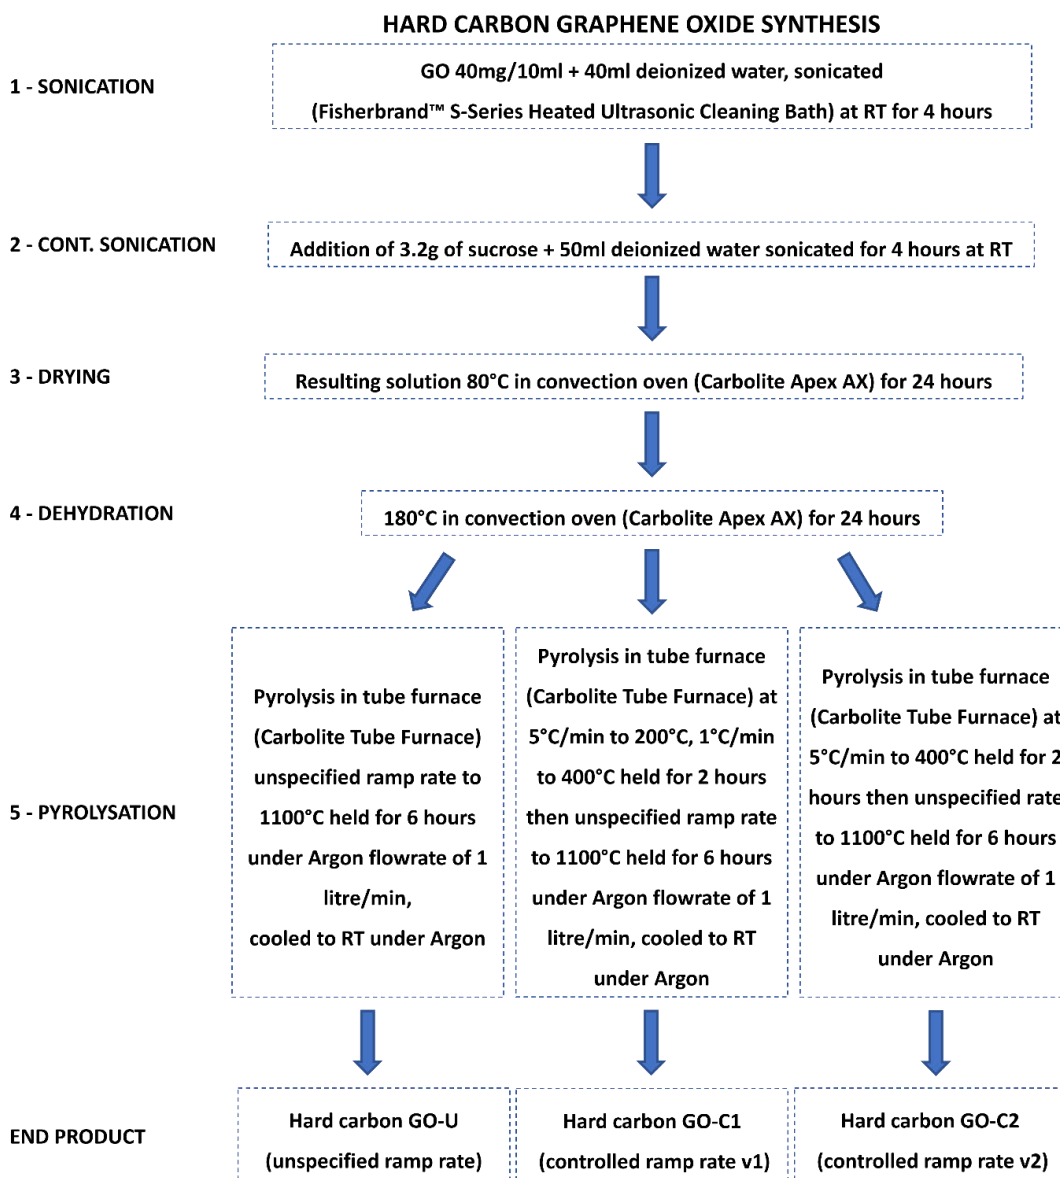 HARD CARBON GRAPHENE OXIDE SYNTHESIS
1 - SONICATION
GO 40mg/10ml + 40ml deionized water, sonicated
(Fisherbrand™ S-Series Heated Ultrasonic Cleaning Bath) at RT for 4 hours
2 - CONT. SONICATION
Addition of 3.2g of sucrose + 50ml deionized water sonicated for 4 hours at RT
3 - DRYING
Resulting solution 80°C in convection oven (Carbolite Apex AX) for 24 hours
4 - DEHYDRATION
180°C in convection oven (Carbolite Apex AX) for 24 hours
5 - PYROLYSATION
Pyrolysis in tube furnace
(Carbolite Tube Furnace)
unspecified ramp rate to
1100°C held for 6 hours
under Argon flowrate of 1
litre/min,
cooled to RT under Argon
Pyrolysis in tube furnace
(Carbolite Tube Furnace) at
5°C/min to 200°C, 1°C/min
to 400°C held for 2 hours
then unspecified ramp rate
to 1100°C held for 6 hours
under Argon flowrate of 1
litre/min, cooled to RT
under Argon
Pyrolysis in tube furnace
(Carbolite Tube Furnace) at
5°C/min to 400°C held for 2
hours then unspecified rate
to 1100°C held for 6 hours
under Argon flowrate of 1
litre/min, cooled to RT
under Argon
END PRODUCT
Hard carbon GO-U
(unspecified ramp rate)
Hard carbon GO-C1
(controlled ramp rate v1)
Hard carbon GO-C2
(controlled ramp rate v2)